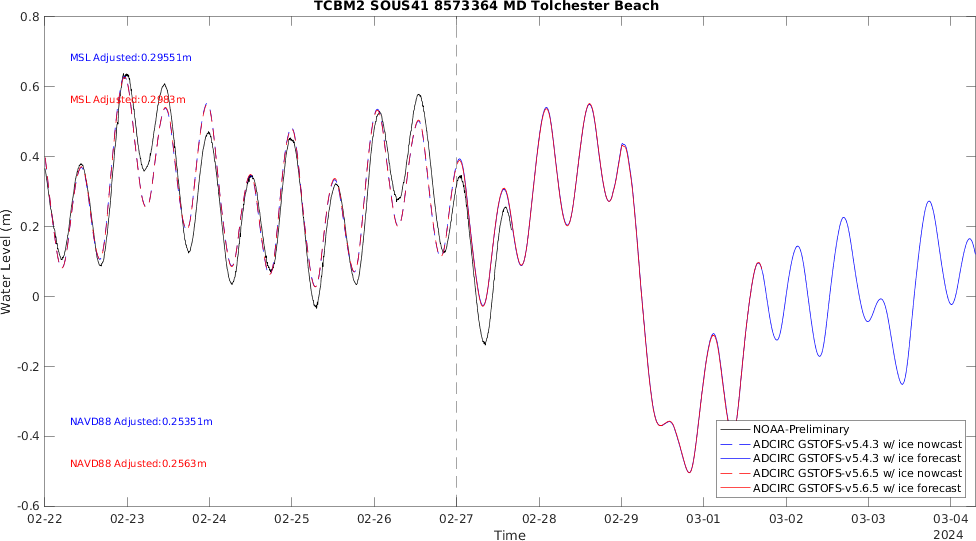 TCBM2 SOUS41 8573364 MD Tolchester Beach
0.8
MSL Adjusted:0.29551m
0.6
MSL Adjusted:0.2983m
0.4
0.2
Water Level (m)
0
-0.2
NAVD88 Adjusted:0.25351m
-0.4
NAVD88 Adjusted:0.2563m
-0.6
NOAA-Preliminary
ADCIRC GSTOFS-v5.4.3 w/ ice nowcast
ADCIRC GSTOFS-v5.4.3 w/ ice forecast
ADCIRC GSTOFS-v5.6.5 w/ ice nowcast
ADCIRC GSTOFS-v5.6.5 w/ ice forecast
02-22 02-23 02-24 02-25 02-26 02-27 02-28 02-29 03-01 03-02 03-03 03-04
Time
2024